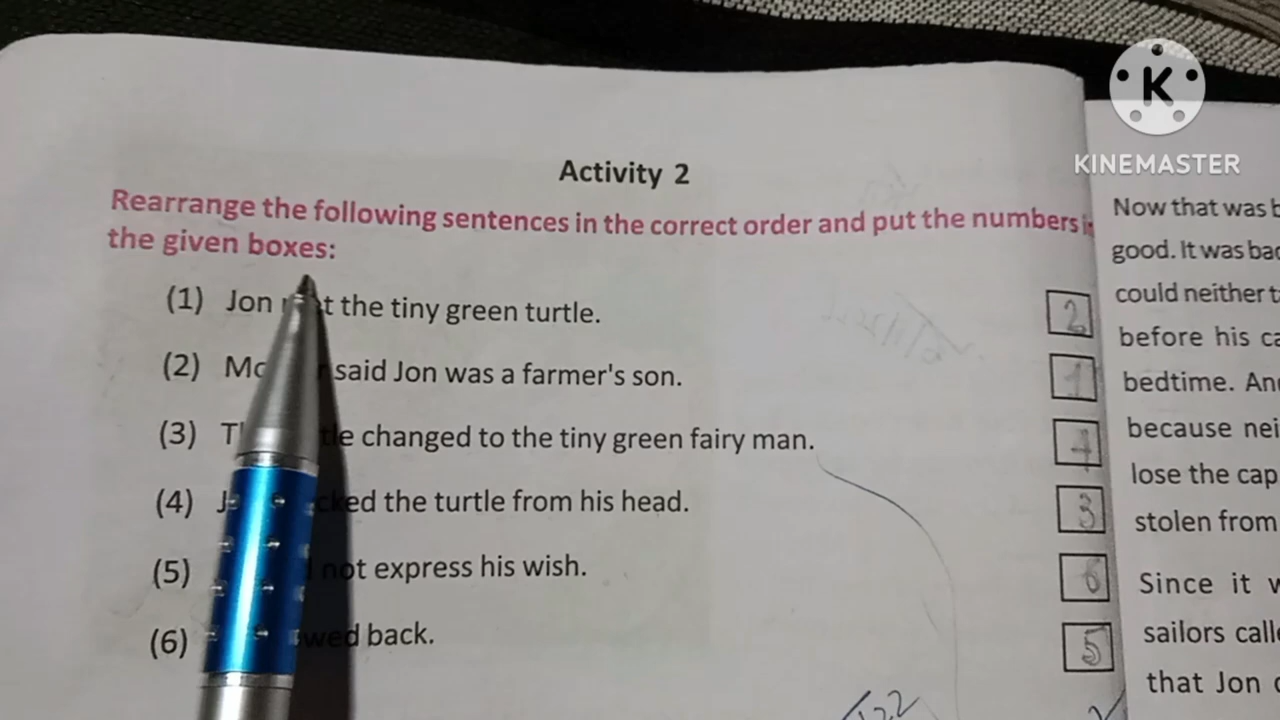 K
KINEMASTER
Activity 2
Rearrange the following sentences in the correct order and put the numbers
the given boxes:
(1) Jon the tiny green turtle. 2
(2) said Jon was a farmer's son. 1
(3) changed to the tiny green fairy man. 4
(4) the turtle from his head. 3
(5) not express his wish. 6
(6) back. 5
Now that was
good. It was
could neither
before his
bedtime.
because
lose the cap
stolen from
Since it
sailors
that Jon